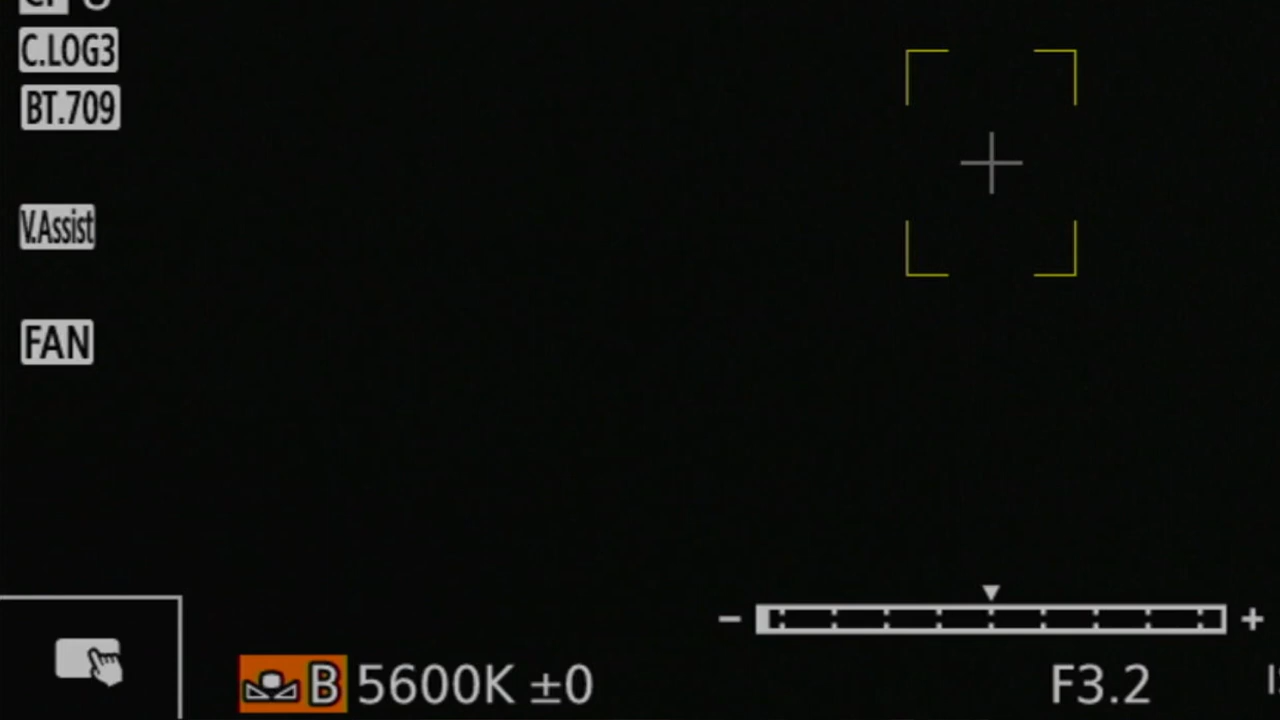 C.LOG3
BT.709
V.Assist
FAN
- +
B 5600K ±0
F3.2